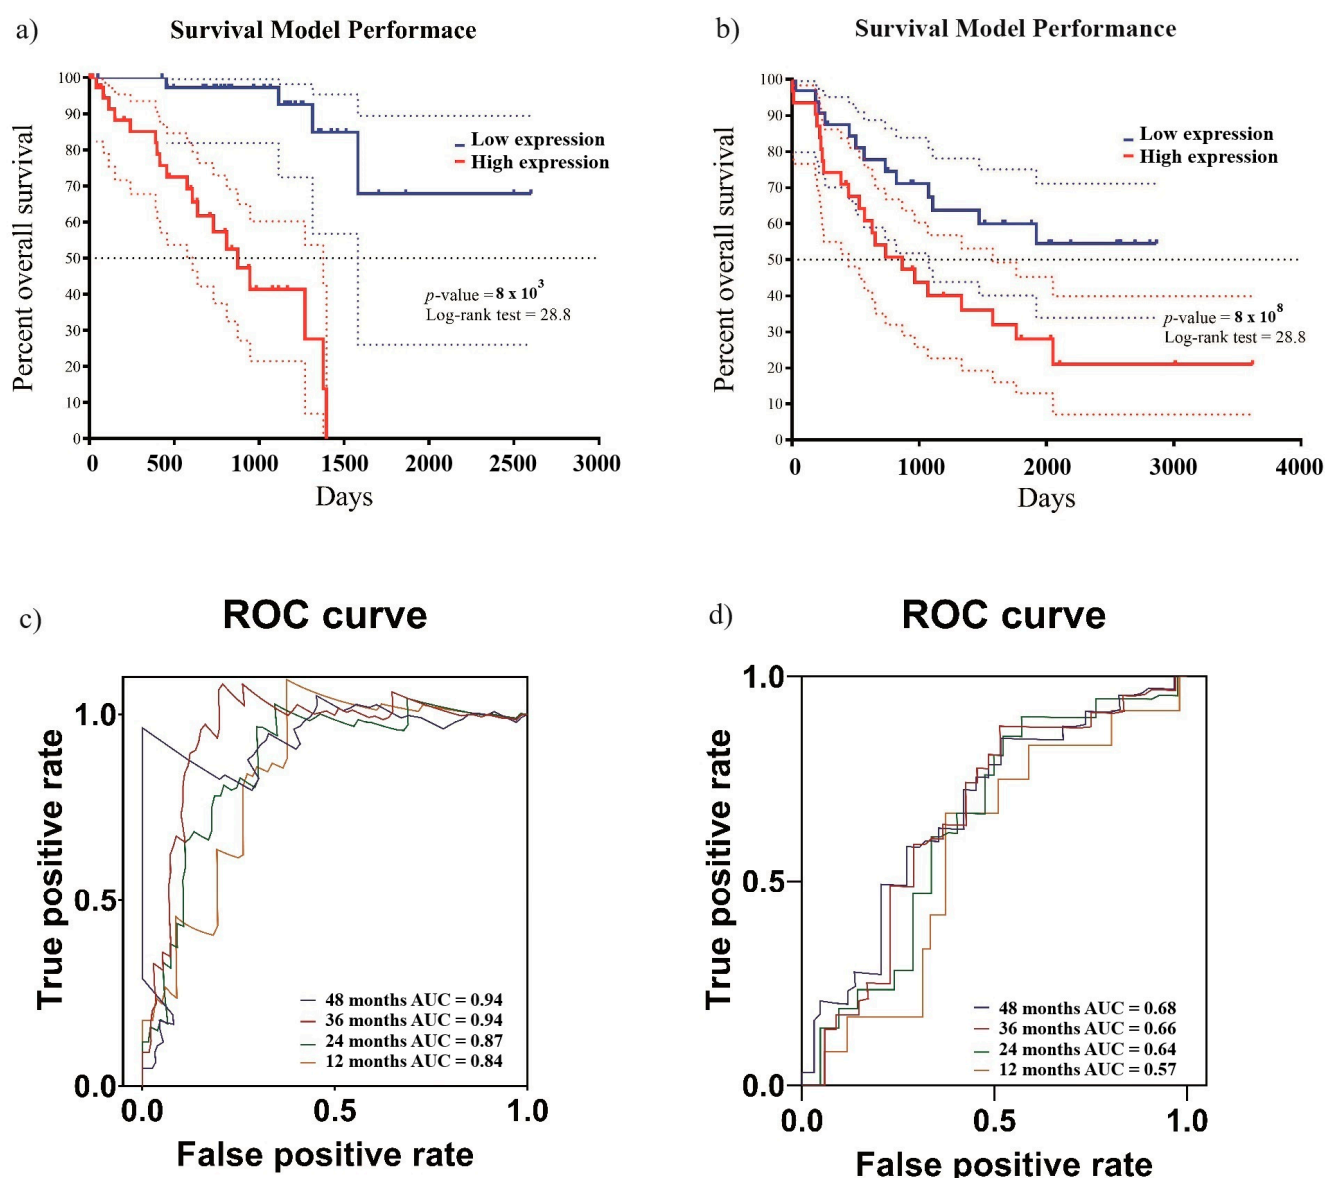 a)
Survival Model Performace
Percent overall survival
100
90
80
70
60
50
40
30
20
10
0
Low expression
High expression
p-value = 8 x 10³
Log-rank test = 28.8
0 500 1000 1500 2000 2500 3000
Days
b)
Survival Model Performance
Percent overall survival
100
90
80
70
60
50
40
30
20
10
0
Low expression
High expression
p-value = 8 x 10⁸
Log-rank test = 28.8
0 1000 2000 3000 4000
Days
c)
ROC curve
True positive rate
1.0
0.5
0.0
48 months AUC = 0.94
36 months AUC = 0.94
24 months AUC = 0.87
12 months AUC = 0.84
0.0 0.5 1.0
False positive rate
d)
ROC curve
True positive rate
1.0
0.5
0.0
48 months AUC = 0.68
36 months AUC = 0.66
24 months AUC = 0.64
12 months AUC = 0.57
0.0 0.5 1.0
False positive rate